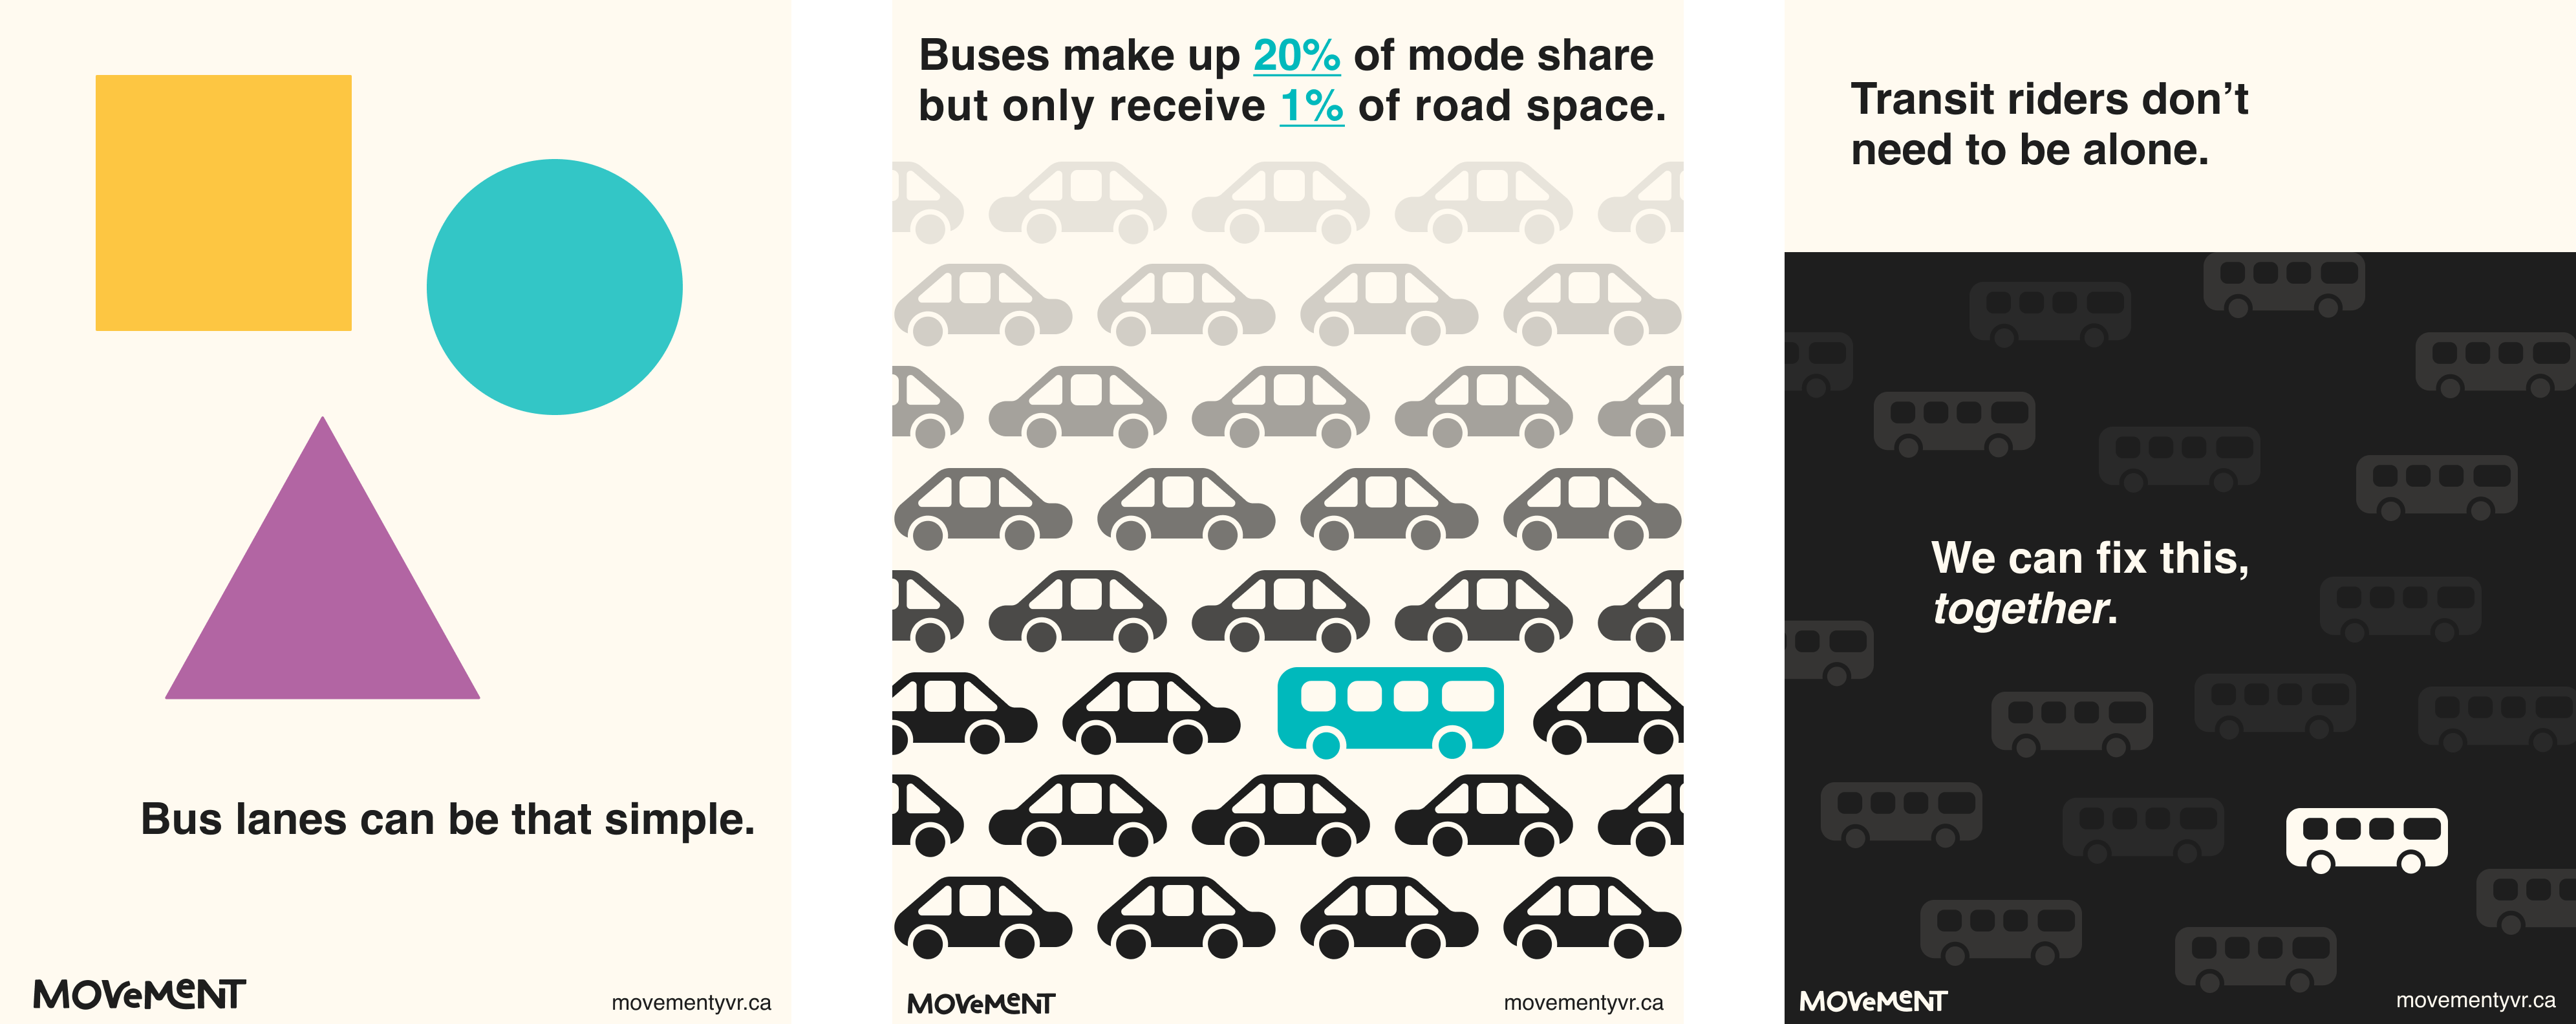 Bus lanes can be that simple.
MOVeMeNT
movementyvr.ca
Buses make up 20% of mode share
but only receive 1% of road space.
MOVeMeNT
movementyvr.ca
Transit riders don’t
need to be alone.
We can fix this,
together.
MOVeMeNT
movementyvr.ca